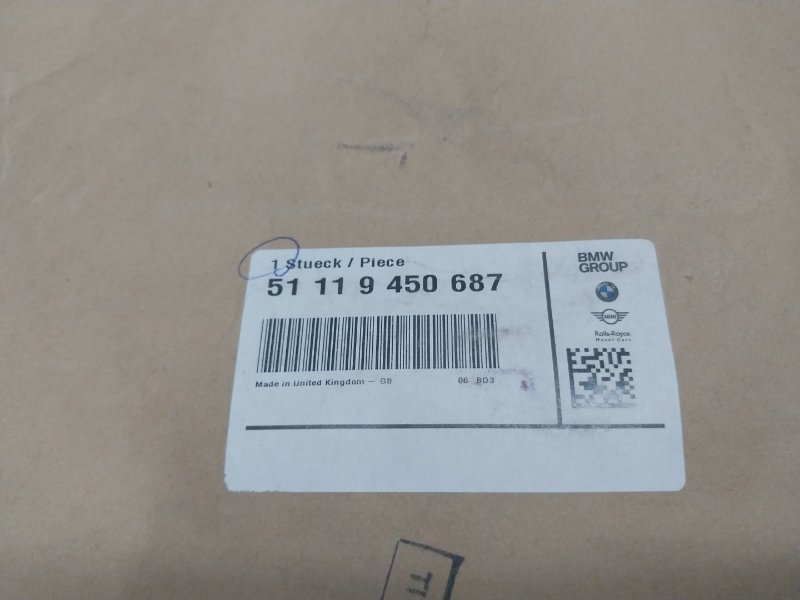 1 Stueck / Piece
51 11 9 450 687
Made in United Kingdom - GB 06 BD3
BMW
GROUP
MINI
Rolls-Royce
Motor Cars